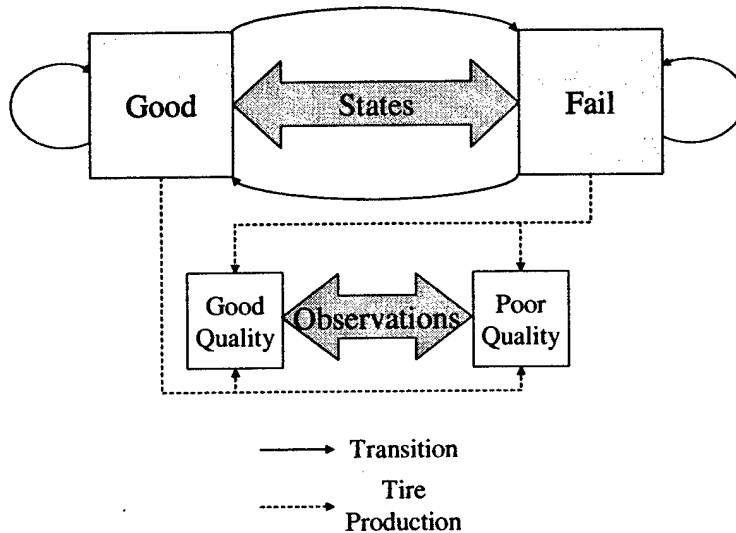 Good
States
Fail
Good
Quality
Observations
Poor
Quality
Transition
Tire
Production